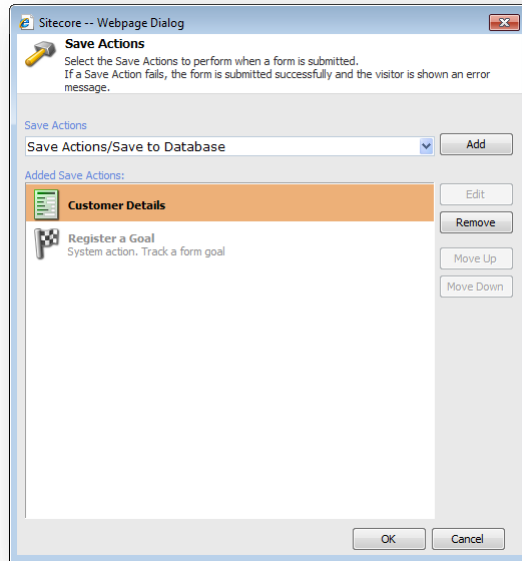 Sitecore -- Webpage Dialog
Save Actions
Select the Save Actions to perform when a form is submitted.
If a Save Action fails, the form is submitted successfully and the visitor is shown an error
message.
Save Actions
Save Actions/Save to Database
Add
Added Save Actions:
Customer Details
Edit
Remove
Register a Goal
System action. Track a form goal
Move Up
Move Down
OK
Cancel